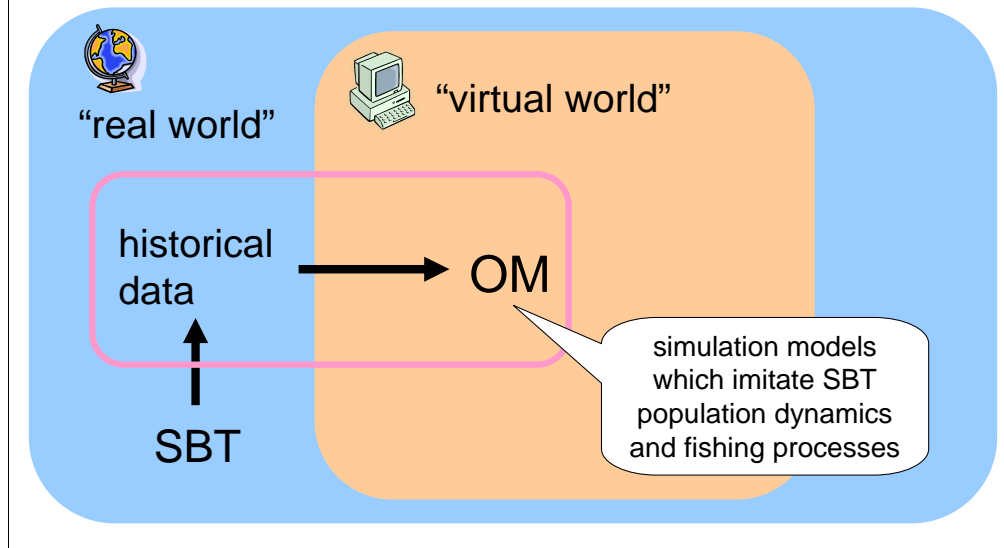 “real world”
“virtual world”
historical
data
OM
SBT
simulation models
which imitate SBT
population dynamics
and fishing processes